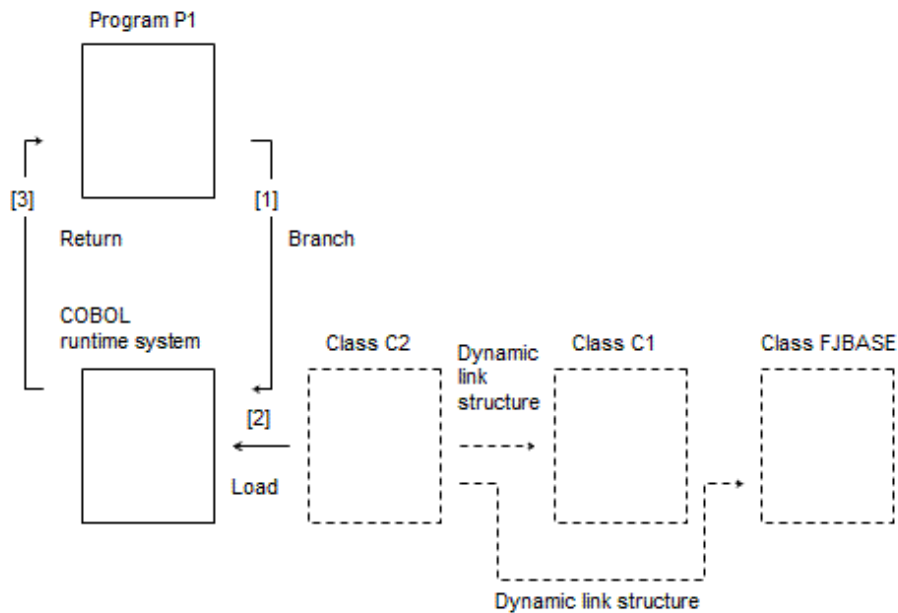 Program P1
[3]
[1]
Return
Branch
COBOL
runtime system
Class C2
Dynamic
link
structure
Class C1
Class FJBASE
[2]
Load
Dynamic link structure